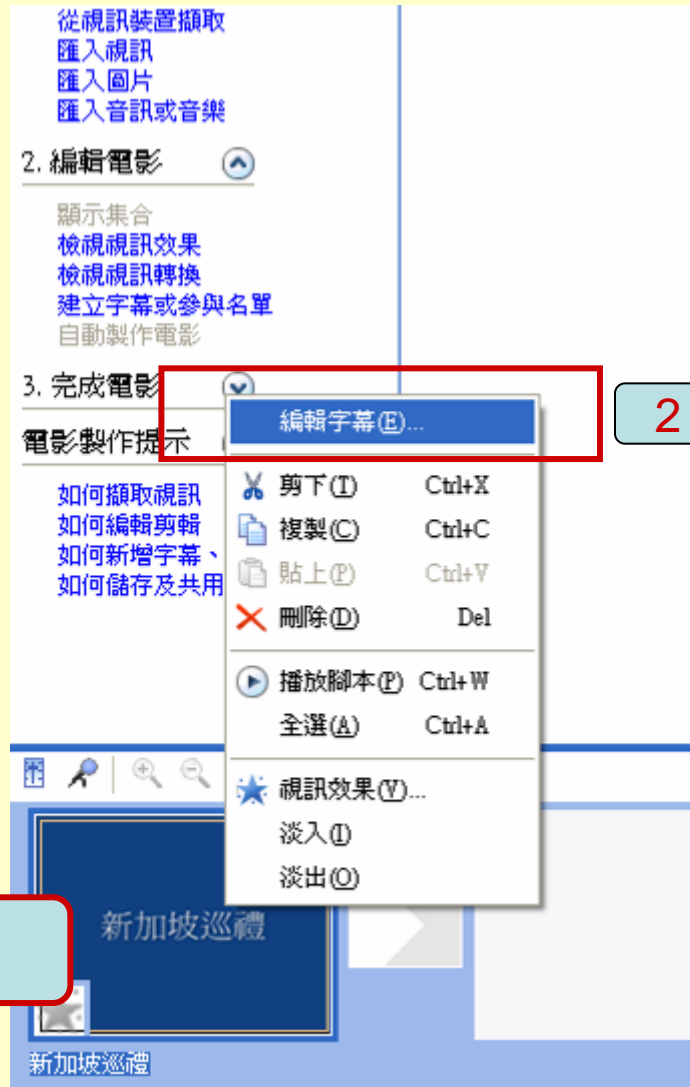 從視訊裝置擷取
匯入視訊
匯入圖片
匯入音訊或音樂
2. 編輯電影
顯示集合
檢視視訊效果
檢視視訊轉換
建立字幕或參與名單
自動製作電影
3. 完成電影
電影製作提示
如何擷取視訊
如何編輯剪輯
如何新增字幕、
如何儲存及共用
編輯字幕(E)...
2
剪下(T) Ctrl+X
複製(C) Ctrl+C
貼上(P) Ctrl+V
刪除(D) Del
播放腳本(P) Ctrl+W
全選(A) Ctrl+A
視訊效果(V)...
淡入(I)
淡出(O)
新加坡巡禮
新加坡巡禮